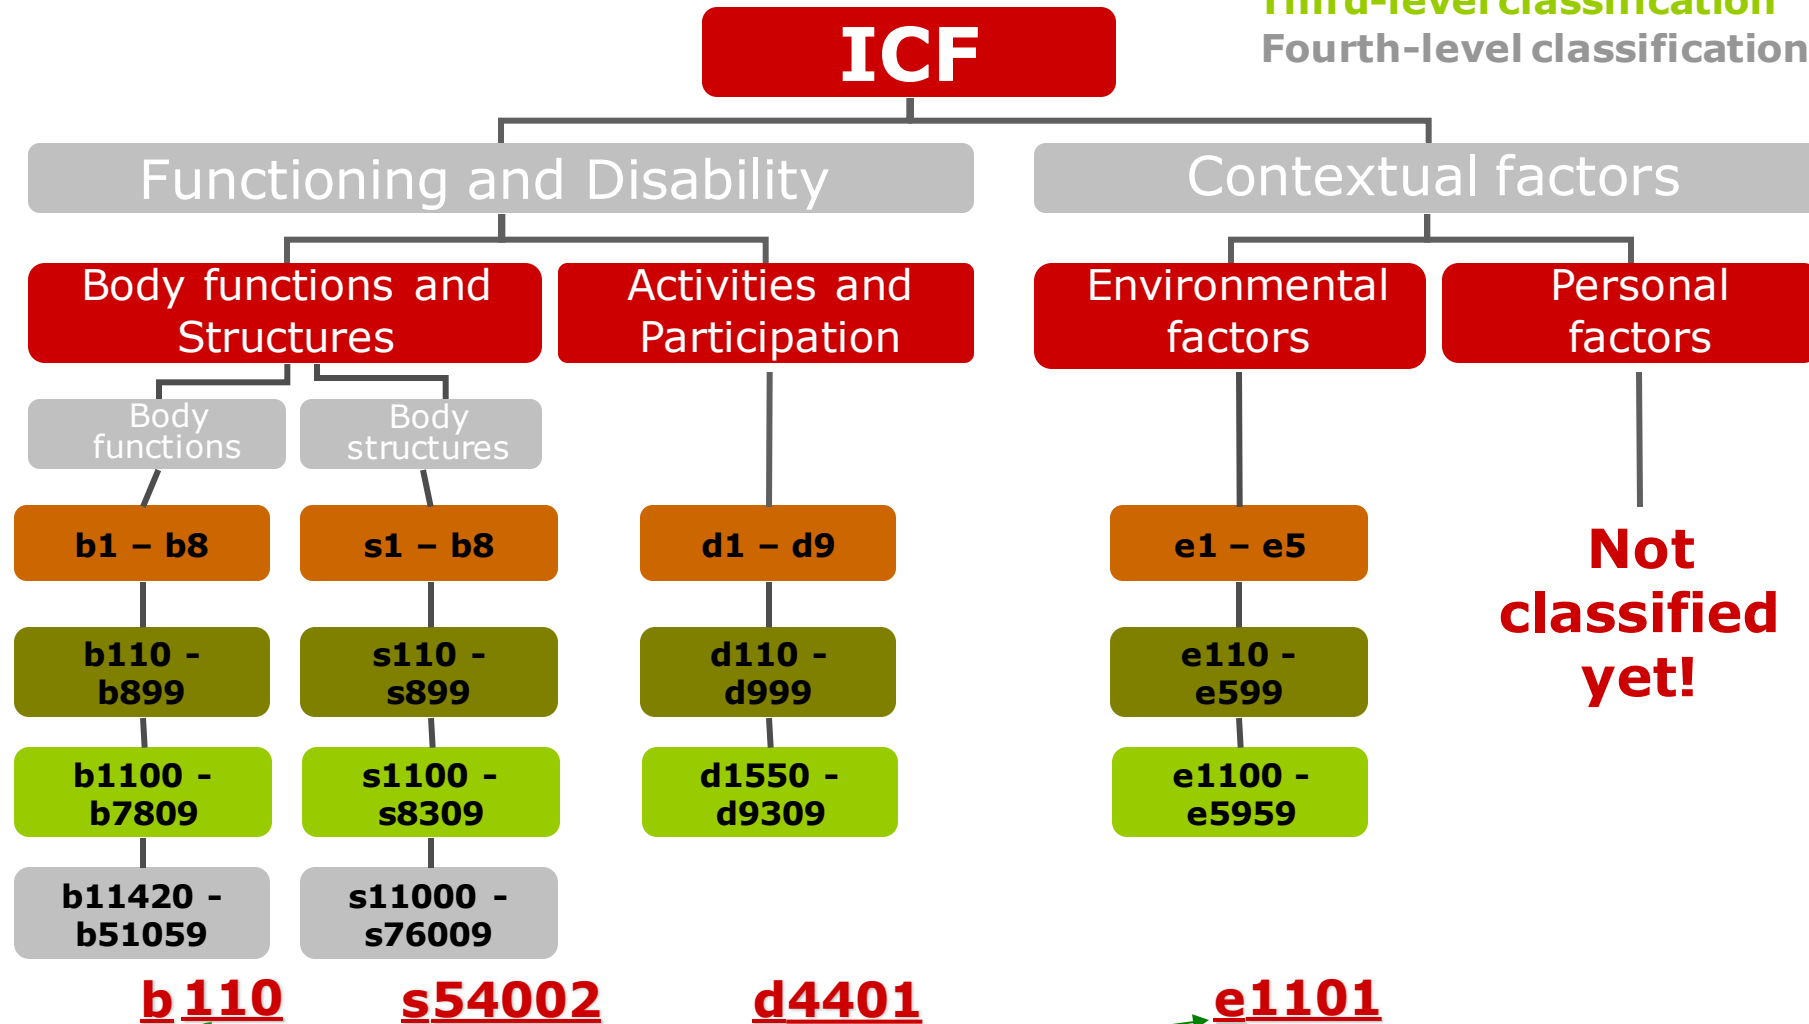 Third-level classification
Fourth-level classification
ICF
Functioning and Disability
Contextual factors
Body functions and
Structures
Activities and
Participation
Environmental
factors
Personal
factors
Body
functions
Body
structures
b1 – b8
s1 – b8
d1 – d9
e1 – e5
Not
classified
yet!
b110 -
b899
s110 -
s899
d110 -
d999
e110 -
e599
b1100 -
b7809
s1100 -
s8309
d1550 -
d9309
e1100 -
e5959
b11420 -
b51059
s11000 -
s76009
b110
s54002
d4401
e1101